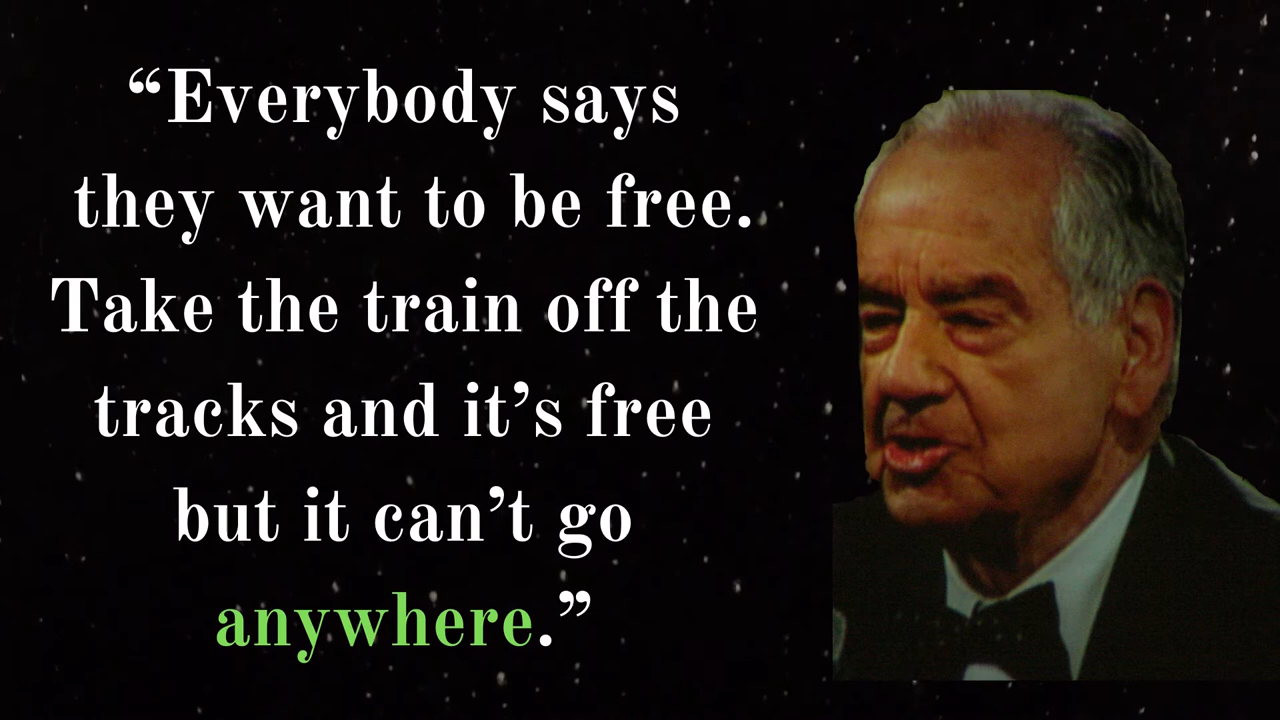 “Everybody says
they want to be free.
Take the train off the
tracks and it’s free
but it can’t go
anywhere.”